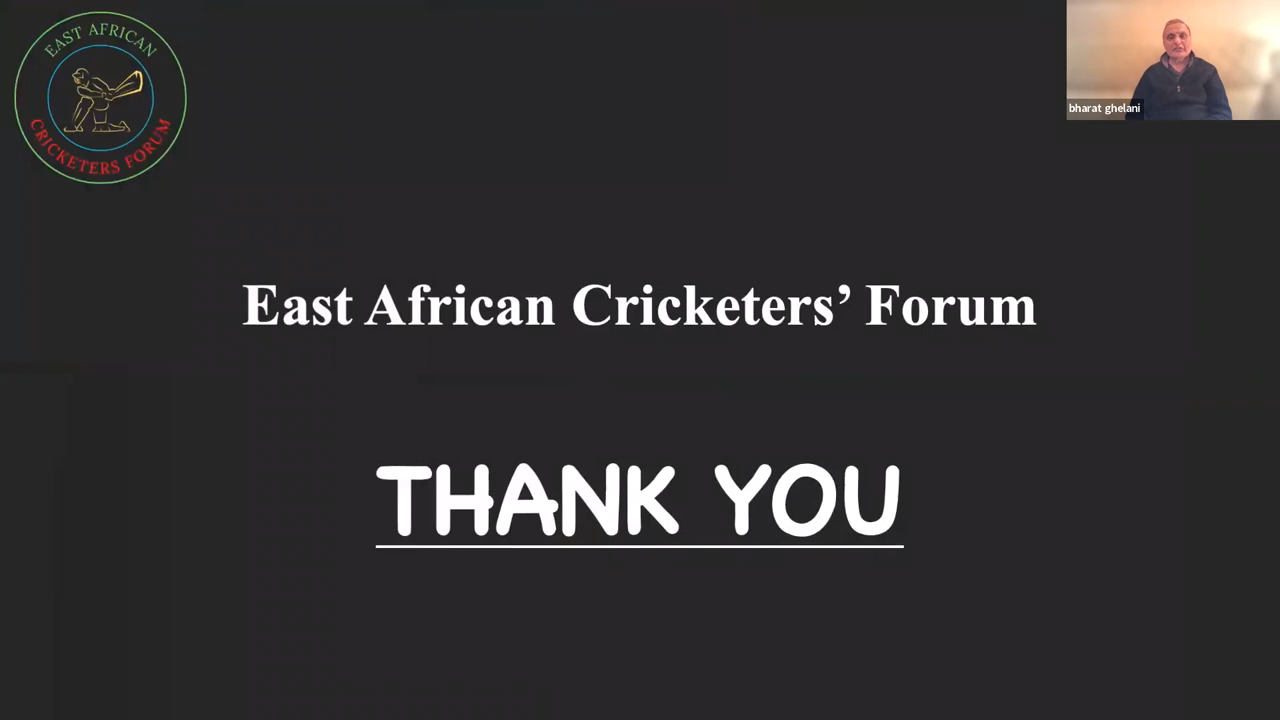 EAST AFRICAN
CRICKETERS FORUM
bharat ghelani
East African Cricketers’ Forum
THANK YOU